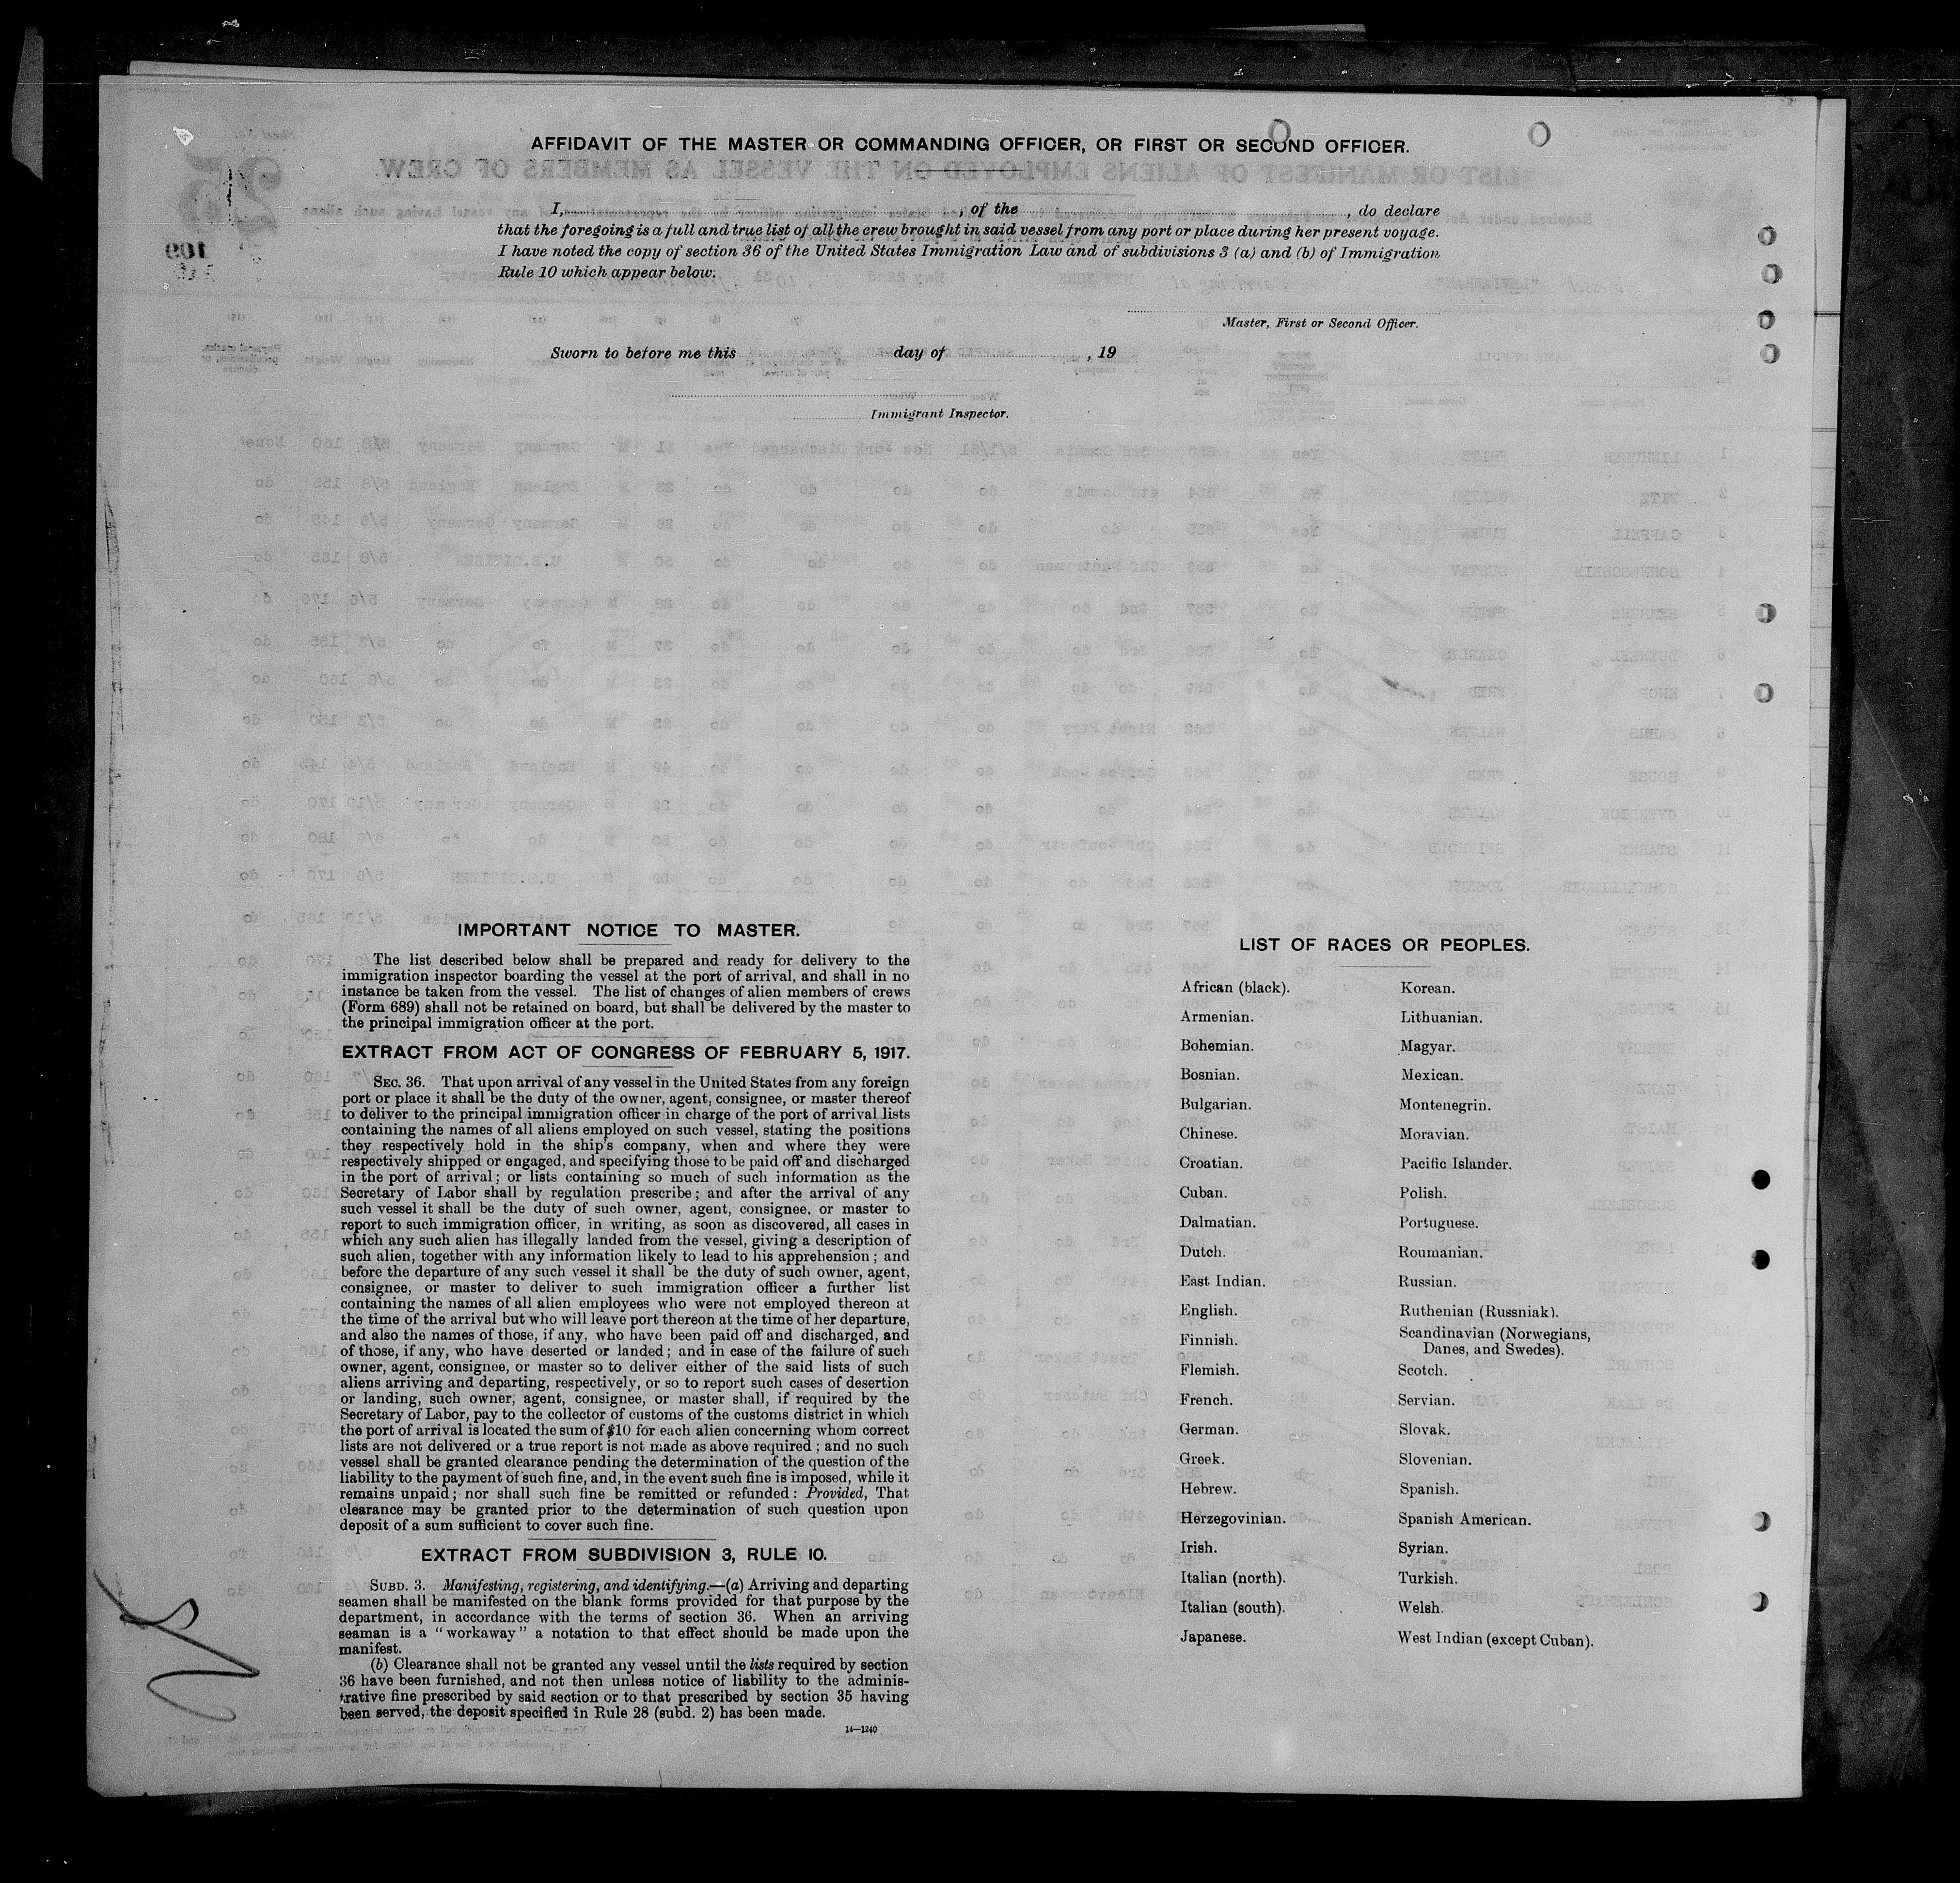 AFFIDAVIT OF THE MASTER OR COMMANDING OFFICER, OR FIRST OR SECOND OFFICER.
I, , of the , do declare
that the foregoing is a full and true list of all the crew brought in said vessel from any port or place during her present voyage.
I have noted the copy of section 36 of the United States Immigration Law and of subdivisions 3 (a) and (b) of Immigration
Rule 10 which appear below.
Master, First or Second Officer.
Sworn to before me this day of , 19
Immigrant Inspector.
IMPORTANT NOTICE TO MASTER.
The list described below shall be prepared and ready for delivery to the
immigration inspector boarding the vessel at the port of arrival, and shall in no
instance be taken from the vessel. The list of changes of alien members of crews
(Form 689) shall not be retained on board, but shall be delivered by the master to
the principal immigration officer at the port.
EXTRACT FROM ACT OF CONGRESS OF FEBRUARY 5, 1917.
SEC. 36. That upon arrival of any vessel in the United States from any foreign
port or place it shall be the duty of the owner, agent, consignee, or master thereof
to deliver to the principal immigration officer in charge of the port of arrival lists
containing the names of all aliens employed on such vessel, stating the positions
they respectively hold in the ship's company, when and where they were
respectively shipped or engaged, and specifying those to be paid off and discharged
in the port of arrival; or lists containing so much of such information as the
Secretary of Labor shall by regulation prescribe; and after the arrival of any
such vessel it shall be the duty of such owner, agent, consignee, or master to
report to such immigration officer, in writing, as soon as discovered, all cases in
which any such alien has illegally landed from the vessel, giving a description of
such alien, together with any information likely to lead to his apprehension; and
before the departure of any such vessel it shall be the duty of such owner, agent,
consignee, or master to deliver to such immigration officer a further list
containing the names of all alien employees who were not employed thereon at
the time of the arrival but who will leave port thereon at the time of her departure,
and also the names of those, if any, who have been paid off and discharged, and
of those, if any, who have deserted or landed; and in case of the failure of such
owner, agent, consignee, or master so to deliver either of the said lists of such
aliens arriving and departing, respectively, or so to report such cases of desertion
or landing, such owner, agent, consignee, or master shall, if required by the
Secretary of Labor, pay to the collector of customs of the customs district in which
the port of arrival is located the sum of $10 for each alien concerning whom correct
lists are not delivered or a true report is not made as above required; and no such
vessel shall be granted clearance pending the determination of the question of the
liability to the payment of such fine, and, in the event such fine is imposed, while it
remains unpaid; nor shall such fine be remitted or refunded: Provided, That
clearance may be granted prior to the determination of such question upon
deposit of a sum sufficient to cover such fine.
EXTRACT FROM SUBDIVISION 3, RULE 10.
SUBD. 3. Manifesting, registering, and identifying.—(a) Arriving and departing
seamen shall be manifested on the blank forms provided for that purpose by the
department, in accordance with the terms of section 36. When an arriving
seaman is a "workaway" a notation to that effect should be made upon the
manifest.
(b) Clearance shall not be granted any vessel until the lists required by section
36 have been furnished, and not then unless notice of liability to the adminis-
trative fine prescribed by said section or to that prescribed by section 35 having
been served, the deposit specified in Rule 28 (subd. 2) has been made.
14—1240
LIST OF RACES OR PEOPLES.
African (black).
Armenian.
Bohemian.
Bosnian.
Bulgarian.
Chinese.
Croatian.
Cuban.
Dalmatian.
Dutch.
East Indian.
English.
Finnish.
Flemish.
French.
German.
Greek.
Hebrew.
Herzegovinian.
Irish.
Italian (north).
Italian (south).
Japanese.
Korean.
Lithuanian.
Magyar.
Mexican.
Montenegrin.
Moravian.
Pacific Islander.
Polish.
Portuguese.
Roumanian.
Russian.
Ruthenian (Russniak).
Scandinavian (Norwegians,
Danes, and Swedes).
Scotch.
Servian.
Slovak.
Slovenian.
Spanish.
Spanish American.
Syrian.
Turkish.
Welsh.
West Indian (except Cuban).